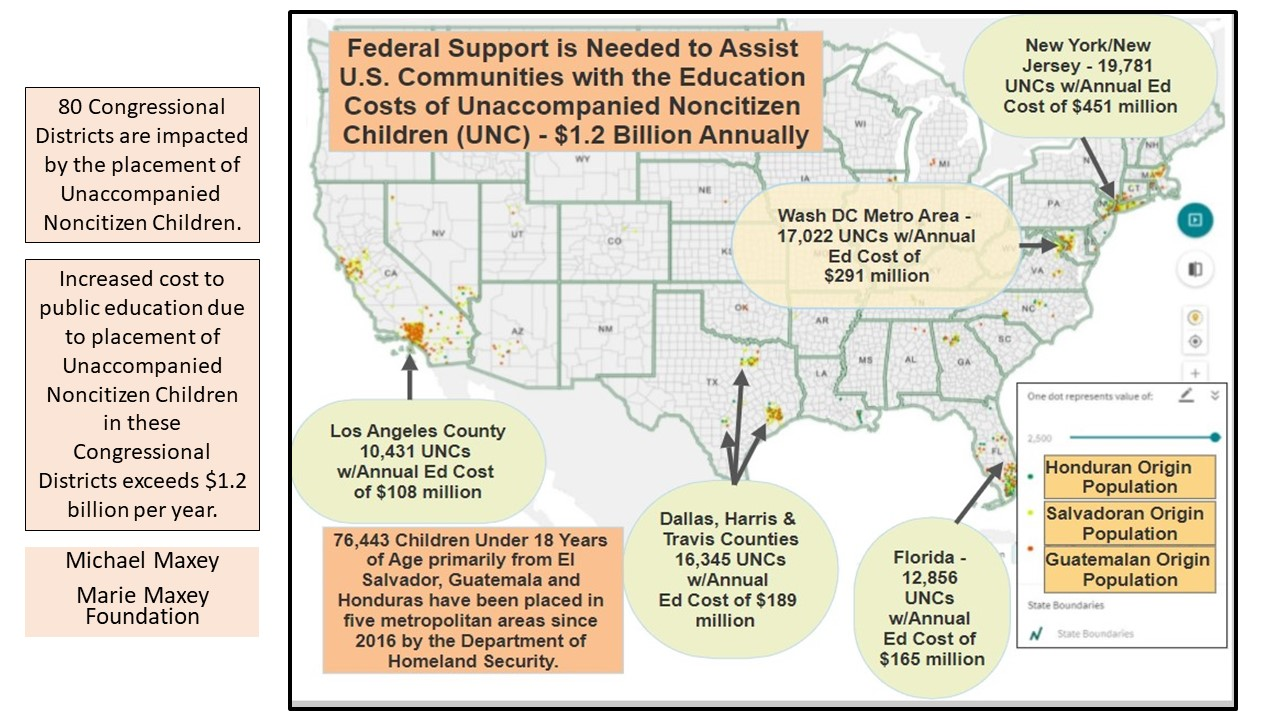 80 Congressional
Districts are impacted
by the placement of
Unaccompanied
Noncitizen Children.
Increased cost to
public education due
to placement of
Unaccompanied
Noncitizen Children
in these
Congressional
Districts exceeds $1.2
billion per year.
Michael Maxey
Marie Maxey
Foundation
Federal Support is Needed to Assist
U.S. Communities with the Education
Costs of Unaccompanied Noncitizen
Children (UNC) - $1.2 Billion Annually
New York/New
Jersey - 19,781
UNCs w/Annual Ed
Cost of $451 million
Wash DC Metro Area -
17,022 UNCs w/Annual
Ed Cost of
$291 million
Los Angeles County
10,431 UNCs
w/Annual Ed Cost
of $108 million
76,443 Children Under 18 Years
of Age primarily from El
Salvador, Guatemala and
Honduras have been placed in
five metropolitan areas since
2016 by the Department of
Homeland Security.
Dallas, Harris &
Travis Counties
16,345 UNCs
w/Annual
Ed Cost of $189
million
Florida -
12,856
UNCs
w/Annual
Ed Cost of
$165 million
One dot represents value of:
2,500
Honduran Origin
Population
Salvadoran Origin
Population
Guatemalan Origin
Population
State Boundaries
State Boundaries
WI
MI
NH
MA
CT
WY
IA
NE
PA
NV
UT
CO
CA
VA
OK
AR
NC
AZ
NM
SC
MS
AL
GA
TX
LA
FL